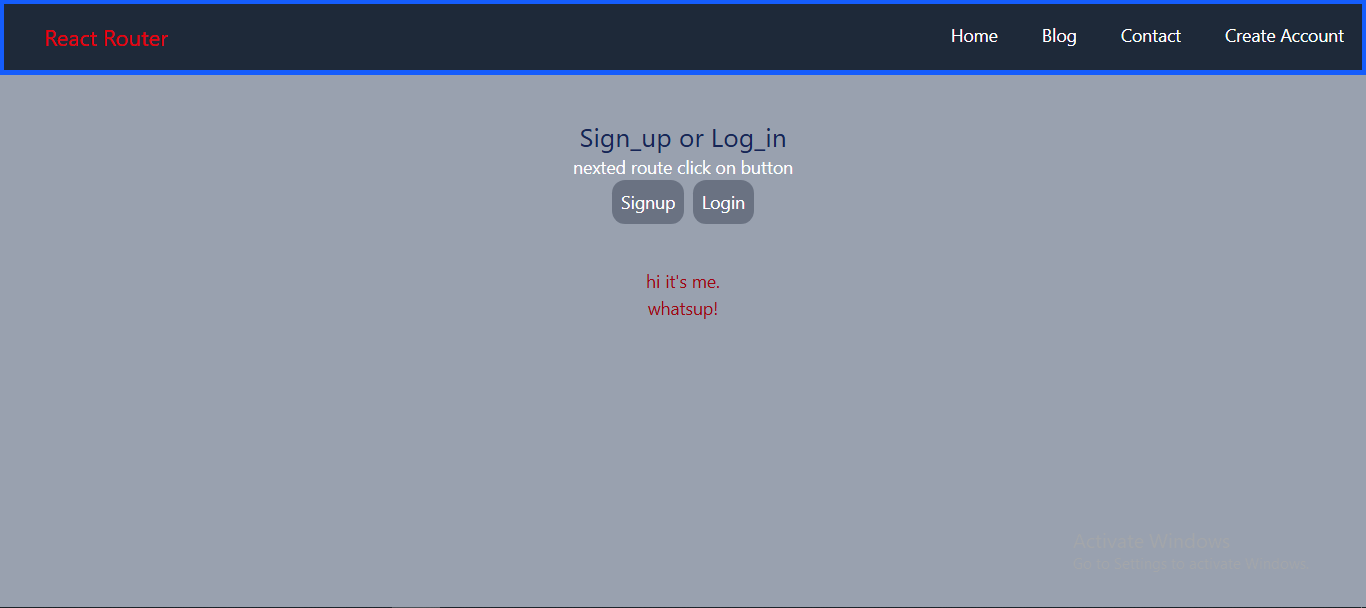 React Router
Home Blog Contact Create Account
Sign_up or Log_in
nexted route click on button
Signup Login
hi it's me.
whatsup!
Activate Windows
Go to Settings to activate Windows.